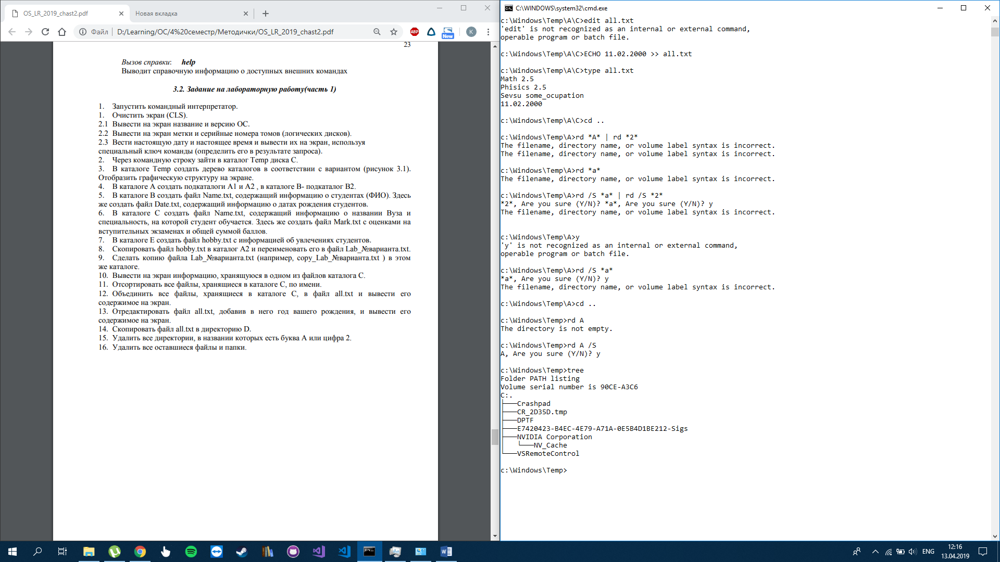 OS_LR_2019_chast2.pdf
Новая вкладка
Файл
D:/Learning/ОС/4%20семестр/Методички/OS_LR_2019_chast2.pdf
ABP
New
K
23
Вызов справки: help
Выводит справочную информацию о доступных внешних командах
3.2. Задание на лабораторную работу(часть 1)
1. Запустить командный интерпретатор.
1. Очистить экран (CLS).
2.1 Вывести на экран название и версию ОС.
2.2 Вывести на экран метки и серийные номера томов (логических дисков).
2.3 Вести настоящую дату и настоящее время и вывести их на экран, используя
специальный ключ команды (определить его в результате запроса).
2. Через командную строку зайти в каталог Temp диска C.
3. В каталоге Temp создать дерево каталогов в соответствии с вариантом (рисунок 3.1).
Отобразить графическую структуру на экране.
4. В каталоге А создать подкаталоги А1 и А2 , в каталоге В- подкаталог В2.
5. В каталоге В создать файл Name.txt, содержащий информацию о студентах (ФИО). Здесь
же создать файл Date.txt, содержащий информацию о датах рождения студентов.
6. В каталоге С создать файл Name.txt, содержащий информацию о названии Вуза и
специальность, на которой студент обучается. Здесь же создать файл Mark.txt с оценками на
вступительных экзаменах и общей суммой баллов.
7. В каталоге Е создать файл hobby.txt с информацией об увлечениях студентов.
8. Скопировать файл hobby.txt в каталог А2 и переименовать его в файл Lab_№варианта.txt.
9. Сделать копию файла Lab_№варианта.txt (например, copy_Lab_№варианта.txt ) в этом
же каталоге.
10. Вывести на экран информацию, хранящуюся в одном из файлов каталога С.
11. Отсортировать все файлы, хранящиеся в каталоге С, по имени.
12. Объединить все файлы, хранящиеся в каталоге С, в файл all.txt и вывести его
содержимое на экран.
13. Отредактировать файл all.txt, добавив в него год вашего рождения, и вывести его
содержимое на экран.
14. Скопировать файл all.txt в директорию D.
15. Удалить все директории, в названии которых есть буква А или цифра 2.
16. Удалить все оставшиеся файлы и папки.
C:\WINDOWS\system32\cmd.exe
c:\Windows\Temp\A\C>edit all.txt
'edit' is not recognized as an internal or external command,
operable program or batch file.
c:\Windows\Temp\A\C>ECHO 11.02.2000 >> all.txt
c:\Windows\Temp\A\C>type all.txt
Math 2.5
Phisics 2.5
Sevsu some_ocupation
11.02.2000
c:\Windows\Temp\A\C>cd ..
c:\Windows\Temp\A>rd *A* | rd *2*
The filename, directory name, or volume label syntax is incorrect.
The filename, directory name, or volume label syntax is incorrect.
c:\Windows\Temp\A>rd *a*
The filename, directory name, or volume label syntax is incorrect.
c:\Windows\Temp\A>rd /S *a* | rd /S *2*
*2*, Are you sure (Y/N)? *a*, Are you sure (Y/N)? y
The filename, directory name, or volume label syntax is incorrect.
c:\Windows\Temp\A>y
'y' is not recognized as an internal or external command,
operable program or batch file.
c:\Windows\Temp\A>rd /S *a*
*a*, Are you sure (Y/N)? y
The filename, directory name, or volume label syntax is incorrect.
c:\Windows\Temp\A>cd ..
c:\Windows\Temp>rd A
The directory is not empty.
c:\Windows\Temp>rd A /S
A, Are you sure (Y/N)? y
c:\Windows\Temp>tree
Folder PATH listing
Volume serial number is 90CE-A3C6
C:.
├───Crashpad
├───CR_2D35D.tmp
├───DPTF
├───E7420423-B4EC-4E79-A71A-0E5B4D1BE212-Sigs
├───NVIDIA Corporation
│   └───NV_Cache
└───VSRemoteControl
c:\Windows\Temp>
ENG
12:16
13.04.2019